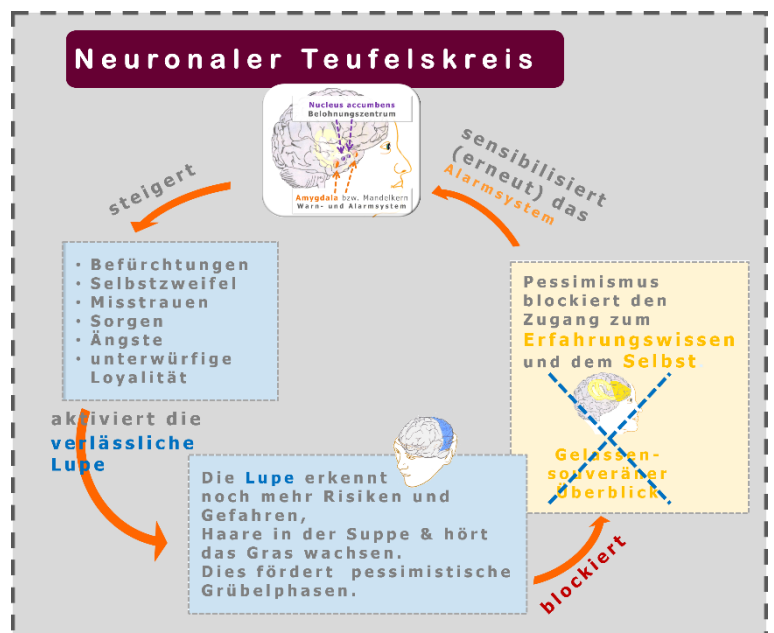 Neuronaler Teufelskreis
Nucleus accumbens
Belohnungszentrum
Amygdala bzw. Mandelkern
Warn- und Alarmsystem
steigert
• Befürchtungen
• Selbstzweifel
• Misstrauen
• Sorgen
• Ängste
• unterwürfige
Loyalität
aktiviert die
verlässliche
Lupe
Die Lupe erkennt
noch mehr Risiken und
Gefahren,
Haare in der Suppe & hört
das Gras wachsen.
Dies fördert pessimistische
Grübelphasen.
blockiert
Pessimismus
blockiert den
Zugang zum
Erfahrungswissen
und dem Selbst
Gelassen-
souveräner
Überblick
sensibilisiert
(erneut) das
Alarmsystem